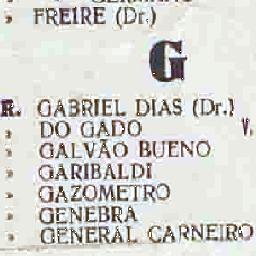 » FREIRE (Dr.)
G
R. GABRIEL DIAS (Dr.)
» DO GADO V.
» GALVÃO BUENO
» GARIBALDI
» GAZOMETRO
» GENEBRA
» GENERAL CARNEIRO